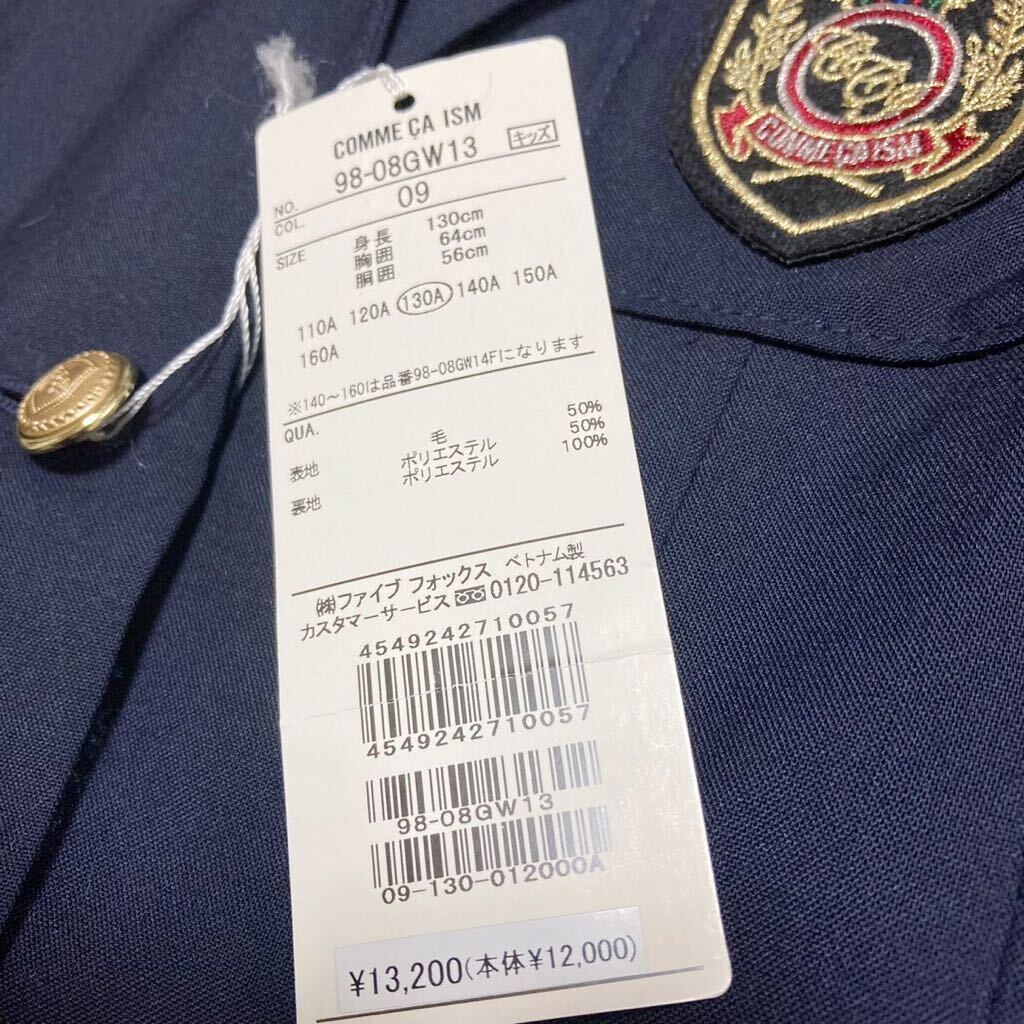 COMME ÇA ISM
NO. 98-08GW13 キッズ
COL. 09
SIZE 身長 130cm
胸囲 64cm
胴囲 56cm
110A 120A 130A 140A 150A
160A
※140～160は品番98-08GW14Fになります
QUA.
表地 毛 50%
ポリエステル 50%
裏地 ポリエステル 100%
㈱ファイブ フォックス ベトナム製
カスタマーサービス 0120-114563
4549242710057
4549242710057
98-08GW13
09-130-012000A
¥13,200(本体¥12,000)
COMME ÇA ISM